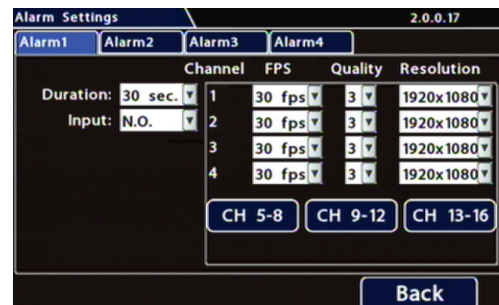 Alarm Settings 2.0.0.17
Alarm1 Alarm2 Alarm3 Alarm4
Channel FPS Quality Resolution
Duration: 30 sec. 1 30 fps 3 1920x1080
Input: N.O. 2 30 fps 3 1920x1080
3 30 fps 3 1920x1080
4 30 fps 3 1920x1080
CH 5-8 CH 9-12 CH 13-16
Back